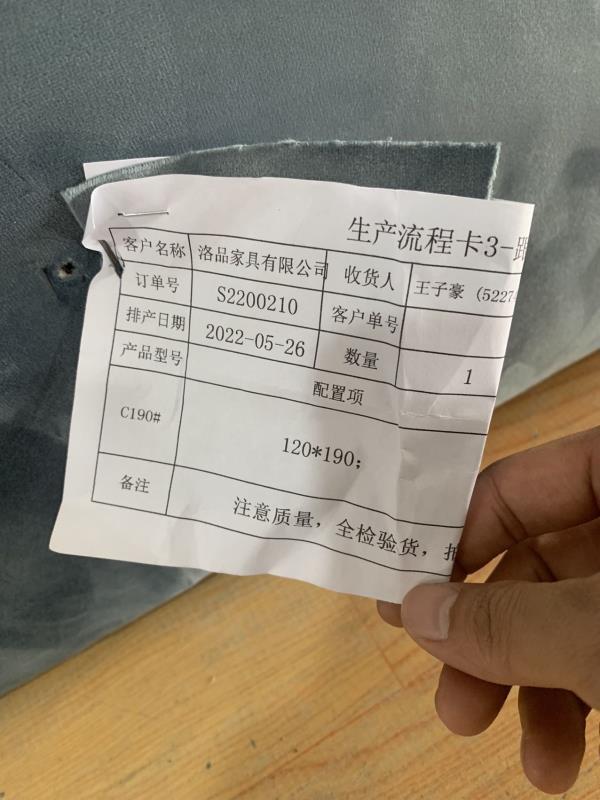 生产流程卡3-
客户名称 洛品家具有限公司 收货人 王子豪 (5227
订单号 S2200210 客户单号
排产日期 2022-05-26 数量 1
产品型号 配置项
C190# 120*190;
备注 注意质量，全检验货，